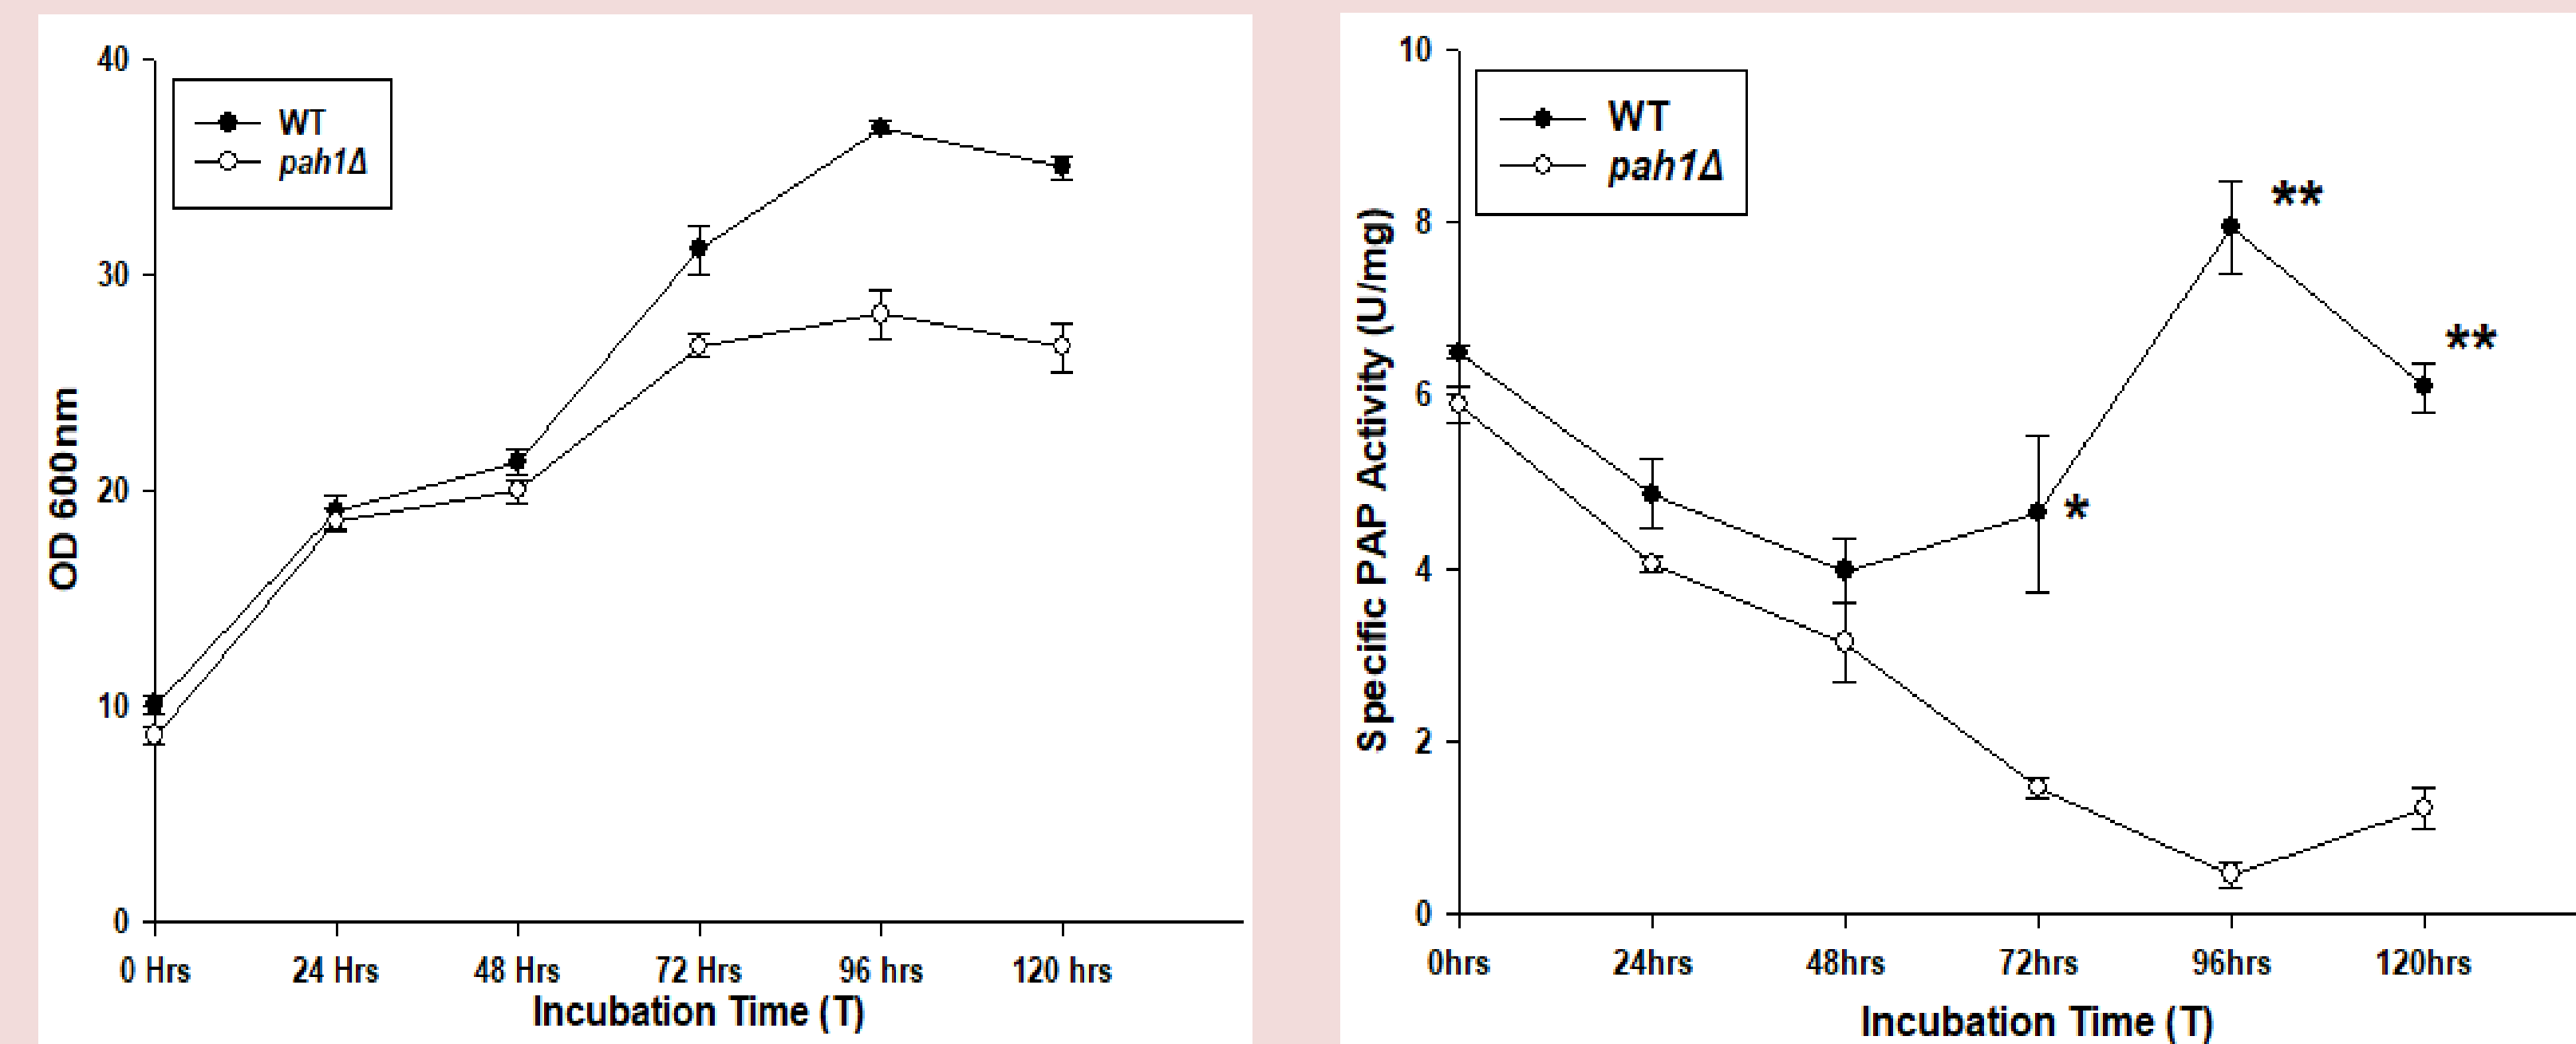 40
30
20
10
0
OD 600nm
WT
pah1Δ
0 Hrs 24 Hrs 48 Hrs 72 Hrs 96 hrs 120 hrs
Incubation Time (T)
10
8
6
4
2
0
Specific PAP Activity (U/mg)
WT
pah1Δ
**
**
*
0hrs 24hrs 48hrs 72hrs 96hrs 120hrs
Incubation Time (T)